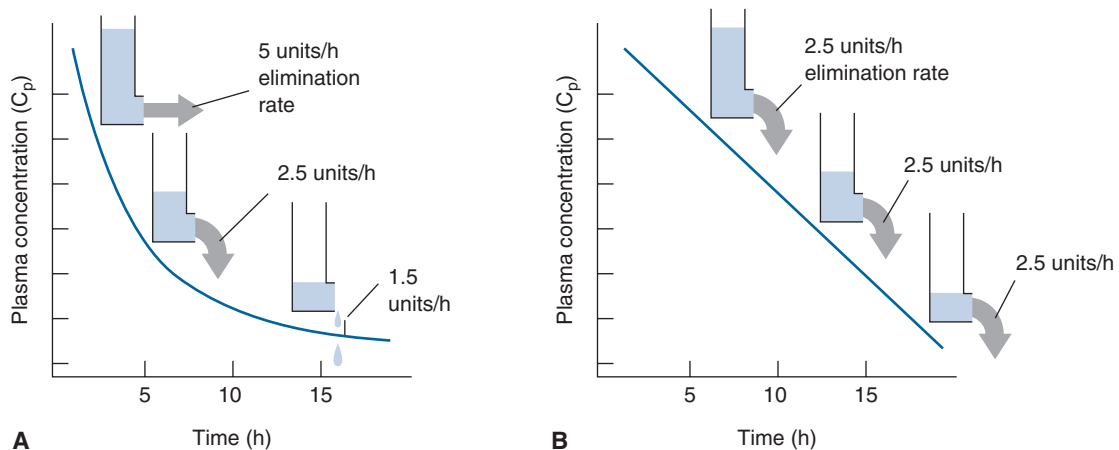 5 units/h
elimination
rate
2.5 units/h
1.5
units/h
Plasma concentration (Cp)
5
10
15
A
Time (h)
2.5 units/h
elimination rate
2.5 units/h
2.5 units/h
Plasma concentration (Cp)
5
10
15
B
Time (h)